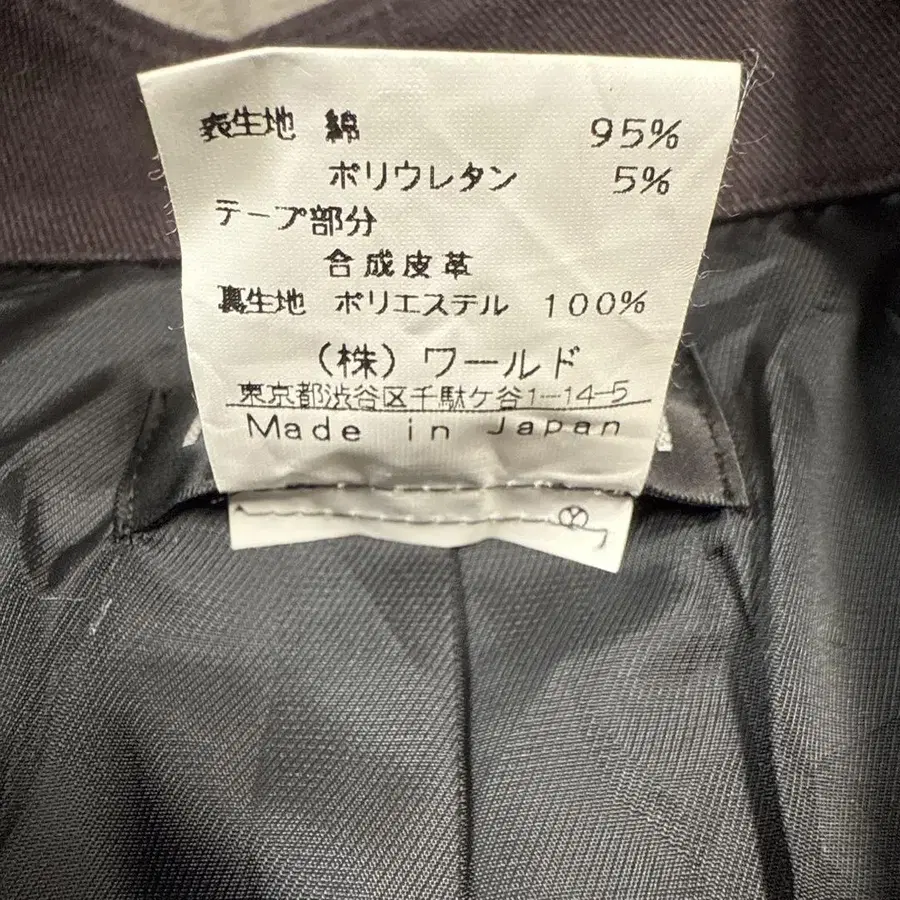 表生地 綿 95%
ポリウレタン 5%
テープ部分
合成皮革
裏生地 ポリエステル 100%
(株)ワールド
東京都渋谷区千駄ケ谷1-14-5
Made in Japan